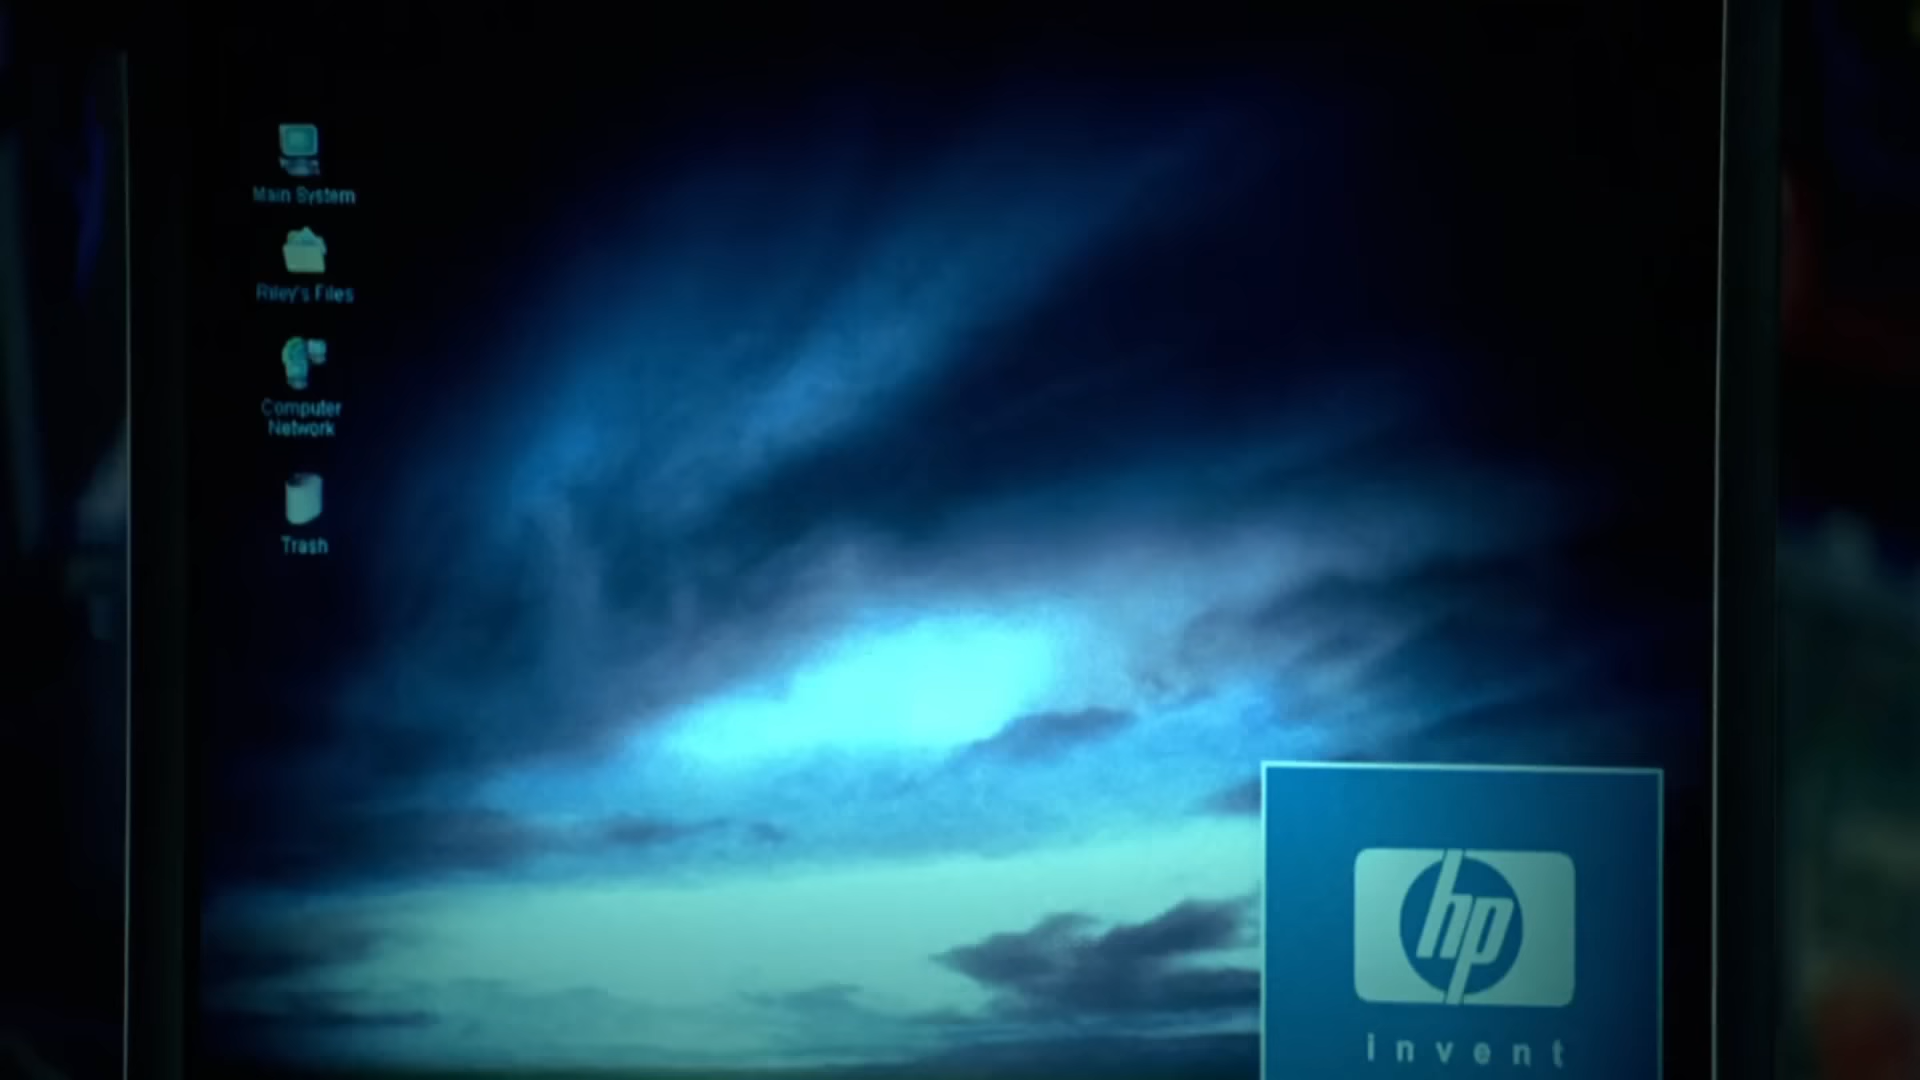 Main System
Riley's Files
Computer
Network
Trash
hp
invent